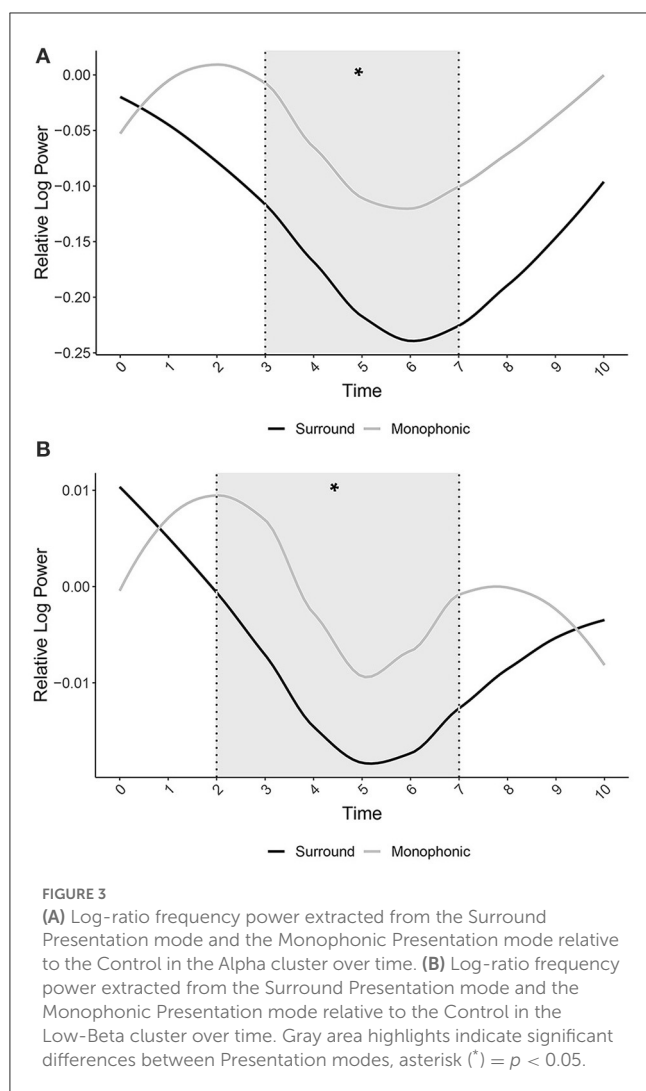 A
*
0.00
−0.05
−0.10
−0.15
−0.20
−0.25
Relative Log Power
0 1 2 3 4 5 6 7 8 9 10
Time
Surround Monophonic
B
*
0.01
0.00
−0.01
Relative Log Power
0 1 2 3 4 5 6 7 8 9 10
Time
Surround Monophonic
FIGURE 3
(A) Log-ratio frequency power extracted from the Surround
Presentation mode and the Monophonic Presentation mode relative
to the Control in the Alpha cluster over time. (B) Log-ratio frequency
power extracted from the Surround Presentation mode and the
Monophonic Presentation mode relative to the Control in the
Low-Beta cluster over time. Gray area highlights indicate significant
differences between Presentation modes, asterisk (*) = p < 0.05.